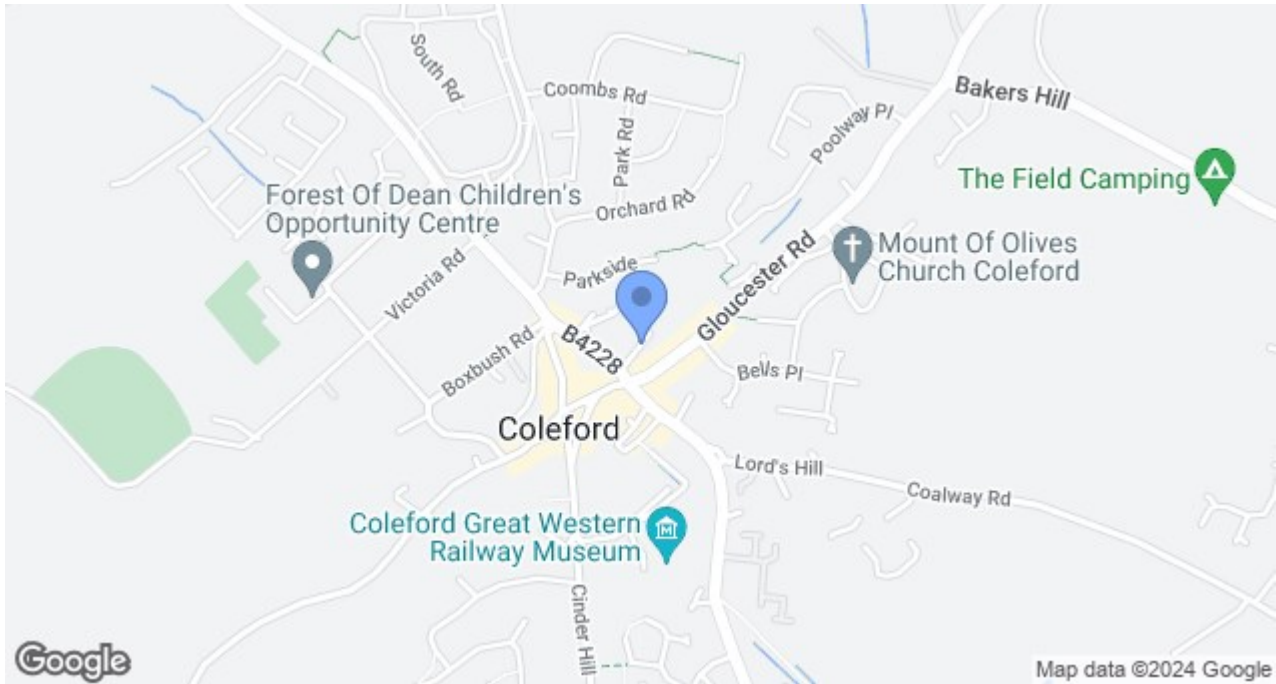 South Rd
Coombs Rd
Bakers Hill
Park Rd
Poolway Pl
The Field Camping
Forest Of Dean Children's
Opportunity Centre
Orchard Rd
Victoria Rd
Parkside
Gloucester Rd
Mount Of Olives
Church Coleford
Boxbush Rd
B4228
Bells Pl
Coleford
Lord's Hill
Coalway Rd
Coleford Great Western
Railway Museum
M
Cinder Hill
Google
Map data ©2024 Google